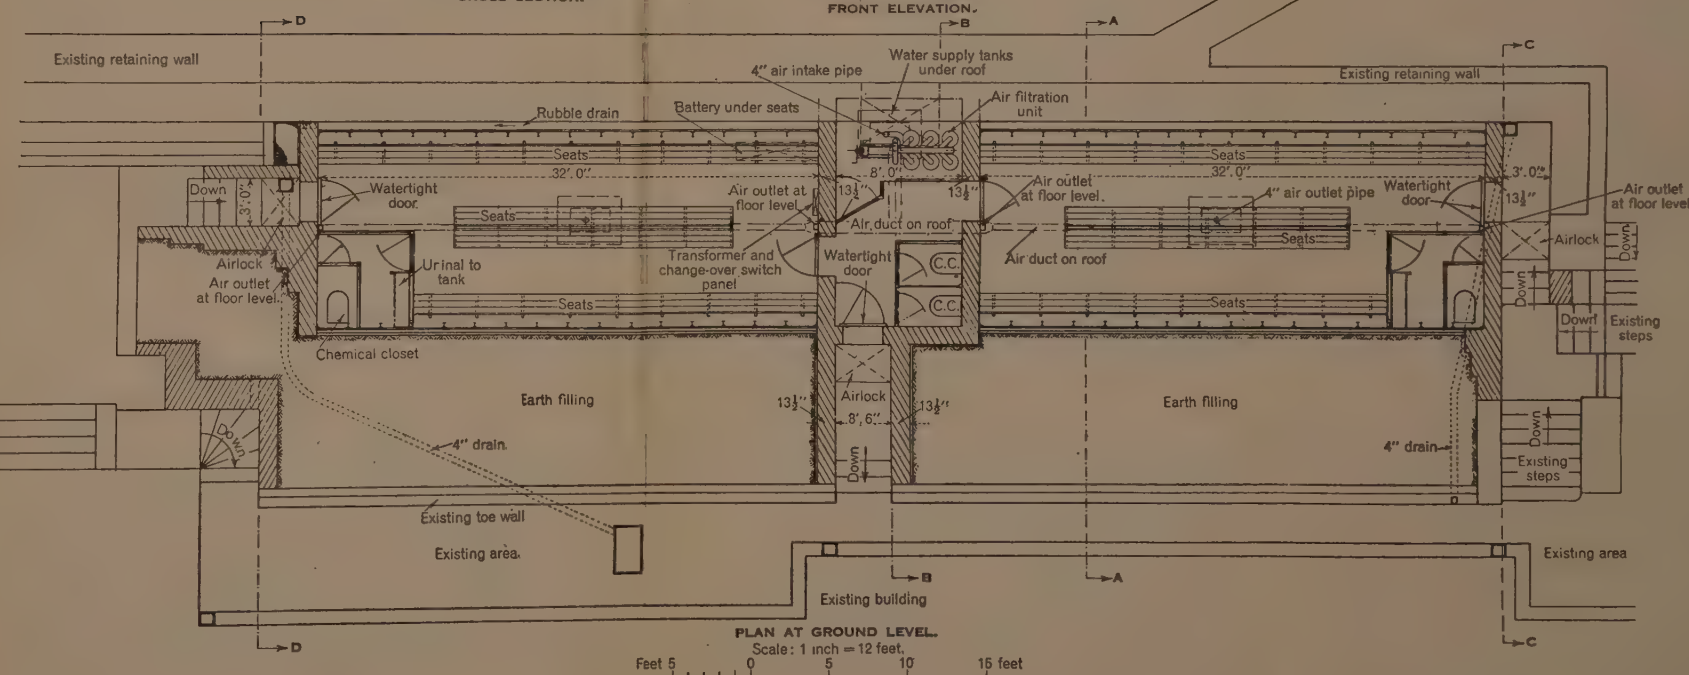 FRONT ELEVATION.
D
B
A
C
Existing retaining wall
4" air intake pipe
Water supply tanks
under roof
Existing retaining wall
Rubble drain
Battery under seats
Air filtration
unit
Seats
Seats
32'. 0"
8'. 0"
32'. 0"
3'. 0"
Down
3'. 0"
Watertight
door.
Air outlet at
floor level.
13½"
13½"
Air outlet
at floor level.
4" air outlet pipe
Watertight
door
13½"
Air outlet
at floor level
Seats
Air duct on roof
Seats
Airlock
Down
Airlock
Air outlet
at floor level.
Urinal to
tank
Transformer and
change-over switch
panel
Watertight
door
C.C.
Air duct on roof
Down
Seats
C.C.
Seats
Down
Existing
steps
Chemical closet
Earth filling
13½"
Airlock
8'. 6"
13½"
Earth filling
Down
4" drain.
Down
4" drain
Down
Existing
steps
Existing toe wall
Existing area.
Existing area
B
A
Existing building
PLAN AT GROUND LEVEL.
D
Scale: 1 inch = 12 feet.
C
Feet 5 0 5 10 15 feet